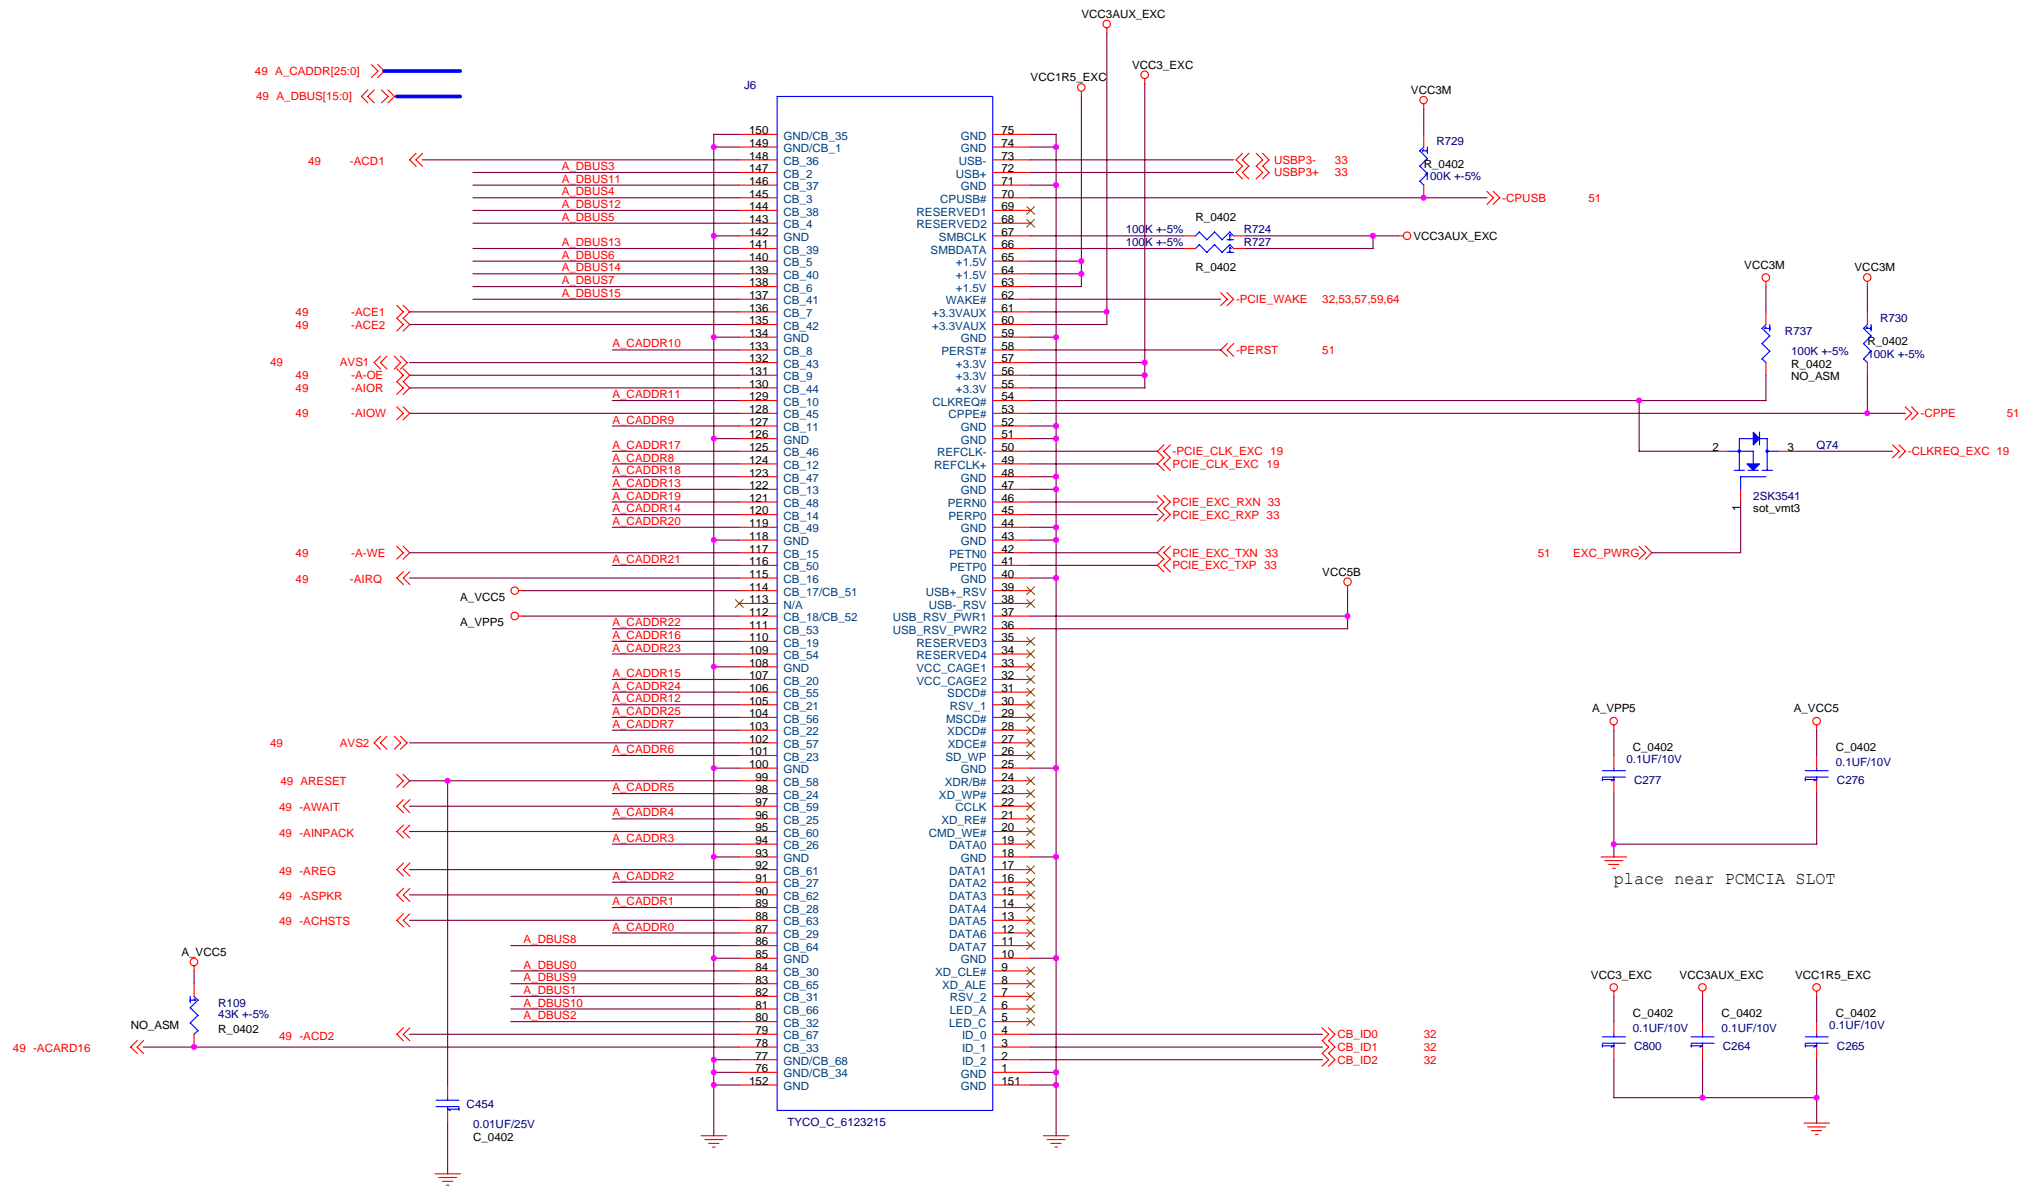 VCC3AUX_EXC
49 A_CADDR[25:0]
49 A_DBUS[15:0]
J6
VCC1R5_EXC
VCC3_EXC
VCC3M
150 GND/CB_35
149 GND/CB_1
49 -ACD1 148 CB_36
A_DBUS3 147 CB_2
A_DBUS11 146 CB_37
A_DBUS4 145 CB_3
A_DBUS12 144 CB_38
A_DBUS5 143 CB_4
142 GND
A_DBUS13 141 CB_39
A_DBUS6 140 CB_5
A_DBUS14 139 CB_40
A_DBUS7 138 CB_6
A_DBUS15 137 CB_41
49 -ACE1 136 CB_7
49 -ACE2 135 CB_42
134 GND
A_CADDR10 133 CB_8
49 AVS1 132 CB_43
49 -A-OE 131 CB_9
49 -AIOR 130 CB_44
A_CADDR11 129 CB_10
49 -AIOW 128 CB_45
A_CADDR9 127 CB_11
126 GND
A_CADDR17 125 CB_46
A_CADDR8 124 CB_12
A_CADDR18 123 CB_47
A_CADDR13 122 CB_13
A_CADDR19 121 CB_48
A_CADDR14 120 CB_14
A_CADDR20 119 CB_49
118 GND
49 -A-WE 117 CB_15
A_CADDR21 116 CB_50
49 -AIRQ 115 CB_16
A_VCC5 114 CB_17/CB_51
113 N/A
A_VPP5 112 CB_18/CB_52
A_CADDR22 111 CB_53
A_CADDR16 110 CB_19
A_CADDR23 109 CB_54
108 GND
A_CADDR15 107 CB_20
A_CADDR24 106 CB_55
A_CADDR12 105 CB_21
A_CADDR25 104 CB_56
A_CADDR7 103 CB_22
49 AVS2 102 CB_57
A_CADDR6 101 CB_23
100 GND
49 ARESET 99 CB_58
A_CADDR5 98 CB_24
49 -AWAIT 97 CB_59
A_CADDR4 96 CB_25
49 -AINPACK 95 CB_60
A_CADDR3 94 CB_26
93 GND
49 -AREG 92 CB_61
A_CADDR2 91 CB_27
49 -ASPKR 90 CB_62
A_CADDR1 89 CB_28
49 -ACHSTS 88 CB_63
A_CADDR0 87 CB_29
A_DBUS8 86 CB_64
85 GND
A_DBUS0 84 CB_30
A_DBUS9 83 CB_65
A_DBUS1 82 CB_31
A_DBUS10 81 CB_66
A_DBUS2 80 CB_32
49 -ACD2 79 CB_67
49 -ACARD16 78 CB_33
77 GND/CB_68
76 GND/CB_34
152 GND
A_VCC5
R109
43K +-5%
R_0402
NO_ASM
C454
0.01UF/25V
C_0402
TYCO_C_6123215
GND 75
GND 74
USB- 73 USBP3- 33
USB+ 72 USBP3+ 33
GND 71
CPUSB# 70 -CPUSB 51
RESERVED1 69
RESERVED2 68
SMBCLK 67 100K +-5% R_0402 R724 VCC3AUX_EXC
SMBDATA 66 100K +-5% R727
R_0402
+1.5V 65
+1.5V 64
+1.5V 63
WAKE# 62 -PCIE_WAKE 32,53,57,59,64
+3.3VAUX 61
+3.3VAUX 60
GND 59
PERST# 58 -PERST 51
+3.3V 57
+3.3V 56
+3.3V 55
CLKREQ# 54
CPPE# 53 -CPPE 51
GND 52
GND 51
REFCLK- 50 -PCIE_CLK_EXC 19
REFCLK+ 49 PCIE_CLK_EXC 19
GND 48
GND 47
PERN0 46 PCIE_EXC_RXN 33
PERP0 45 PCIE_EXC_RXP 33
GND 44
GND 43
PETN0 42 PCIE_EXC_TXN 33
PETP0 41 PCIE_EXC_TXP 33
GND 40
USB+_RSV 39
USB-_RSV 38
USB_RSV_PWR1 37
USB_RSV_PWR2 36
VCC5B
RESERVED3 35
RESERVED4 34
VCC_CAGE1 33
VCC_CAGE2 32
SDCD# 31
RSV_1 30
MSCD# 29
XDCD# 28
XDCE# 27
SD_WP 26
GND 25
XDR/B# 24
XD_WP# 23
CCLK 22
XD_RE# 21
CMD_WE# 20
DATA0 19
GND 18
DATA1 17
DATA2 16
DATA3 15
DATA4 14
DATA5 13
DATA6 12
DATA7 11
GND 10
XD_CLE# 9
XD_ALE 8
RSV_2 7
LED_A 6
LED_C 5
ID_0 4 CB_ID0 32
ID_1 3 CB_ID1 32
ID_2 2 CB_ID2 32
GND 1
GND 151
R729
R_0402
100K +-5%
VCC3M
VCC3M
R737
100K +-5%
R_0402
NO_ASM
R730
R_0402
100K +-5%
2 3 Q74 -CLKREQ_EXC 19
2SK3541
sot_vmt3
1
51 EXC_PWRG
A_VPP5
A_VCC5
C_0402
0.1UF/10V
C277
C_0402
0.1UF/10V
C276
place near PCMCIA SLOT
VCC3_EXC
VCC3AUX_EXC
VCC1R5_EXC
C_0402
0.1UF/10V
C800
C_0402
0.1UF/10V
C264
C_0402
0.1UF/10V
C265